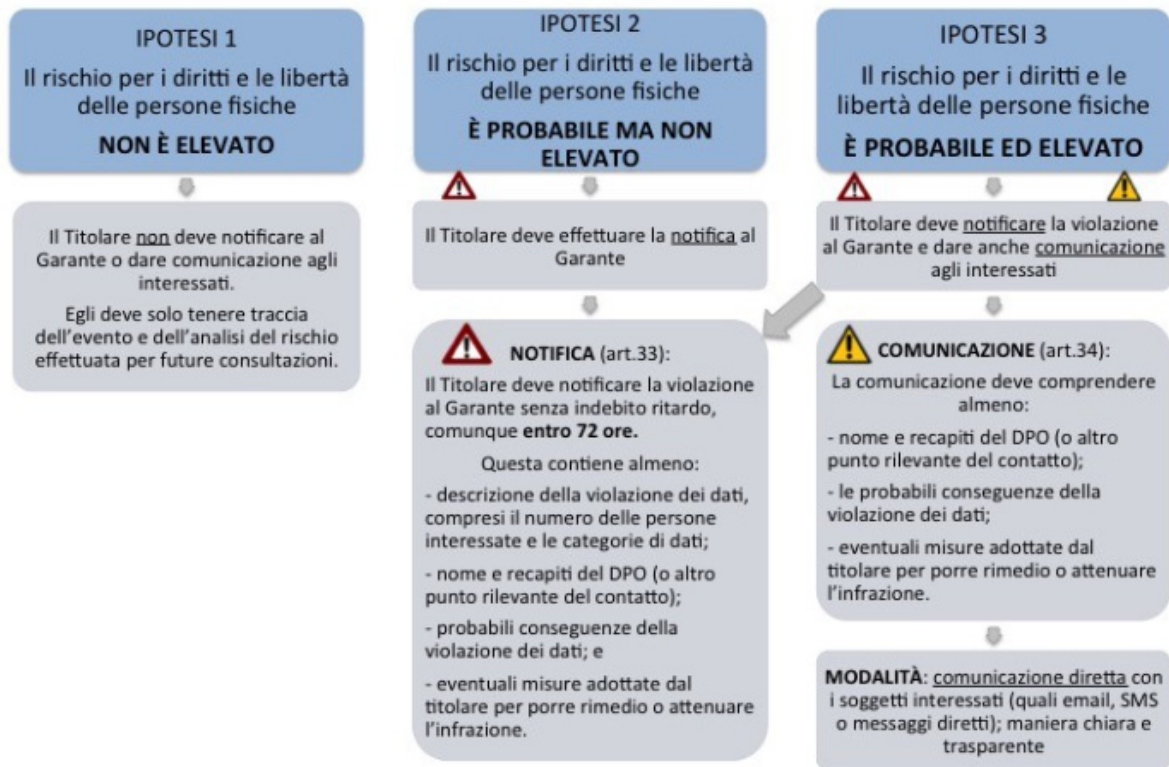 IPOTESI 1
Il rischio per i diritti e le libertà
delle persone fisiche
NON È ELEVATO
Il Titolare non deve notificare al
Garante o dare comunicazione agli
interessati.
Egli deve solo tenere traccia
dell'evento e dell'analisi del rischio
effettuata per future consultazioni.
IPOTESI 2
Il rischio per i diritti e le libertà
delle persone fisiche
È PROBABILE MA NON
ELEVATO
Il Titolare deve effettuare la notifica al
Garante
NOTIFICA (art.33):
Il Titolare deve notificare la violazione
al Garante senza indebito ritardo,
comunque entro 72 ore.
Questa contiene almeno:
- descrizione della violazione dei dati,
compresi il numero delle persone
interessate e le categorie di dati;
- nome e recapiti del DPO (o altro
punto rilevante del contatto);
- probabili conseguenze della
violazione dei dati; e
- eventuali misure adottate dal
titolare per porre rimedio o attenuare
l'infrazione.
IPOTESI 3
Il rischio per i diritti e le
libertà delle persone fisiche
È PROBABILE ED ELEVATO
Il Titolare deve notificare la violazione
al Garante e dare anche comunicazione
agli interessati
COMUNICAZIONE (art.34):
La comunicazione deve comprendere
almeno:
- nome e recapiti del DPO (o altro
punto rilevante del contatto);
- le probabili conseguenze della
violazione dei dati;
- eventuali misure adottate dal
titolare per porre rimedio o attenuare
l'infrazione.
MODALITÀ: comunicazione diretta con
i soggetti interessati (quali email, SMS
o messaggi diretti); maniera chiara e
trasparente